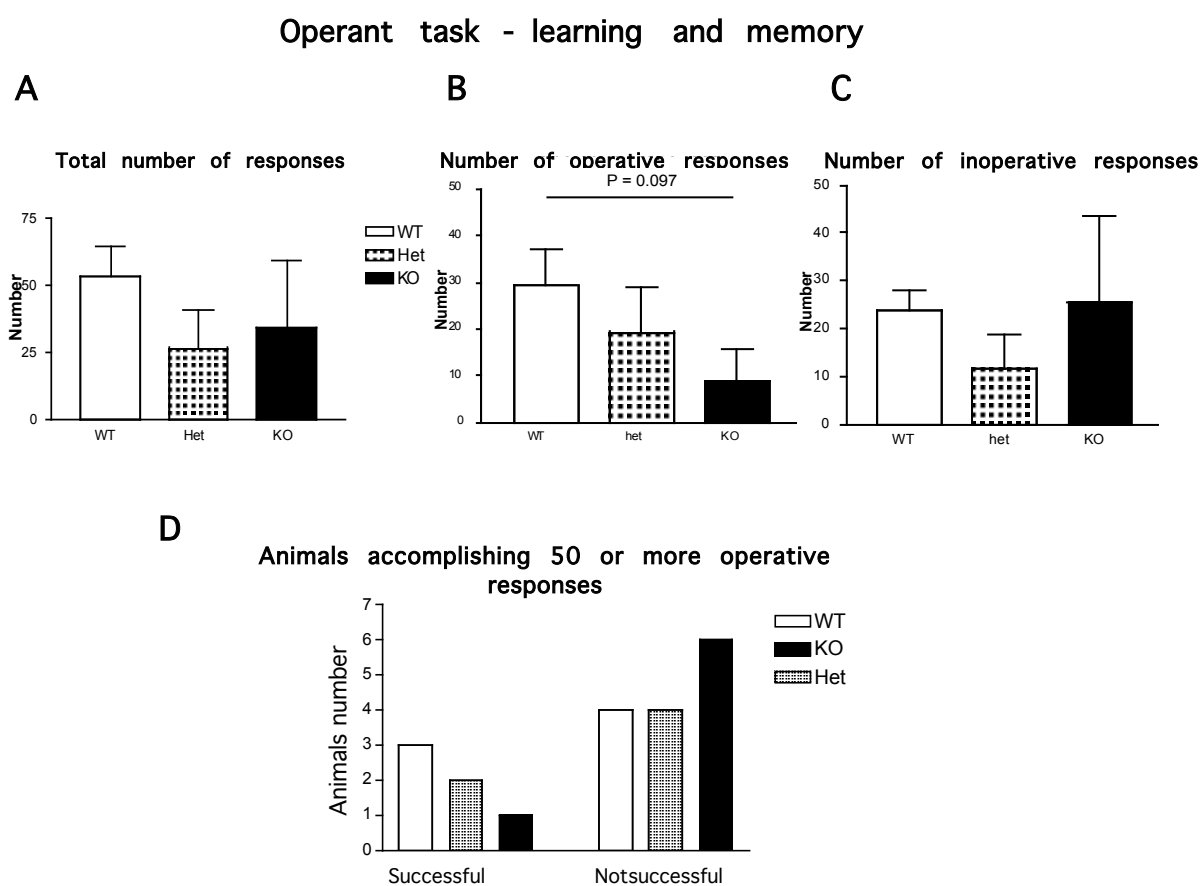 Operant task - learning and memory
A
B
C
Total number of responses
Number of operative responses
Number of inoperative responses
P = 0.097
75
50
25
0
Number
WT
Het
KO
WT
Het
KO
50
40
30
20
10
0
Number
WT
het
KO
50
40
30
20
10
0
Number
WT
het
KO
D
Animals accomplishing 50 or more operative
responses
7
6
5
4
3
2
1
0
Animals number
Successful
Notsuccessful
WT
KO
Het